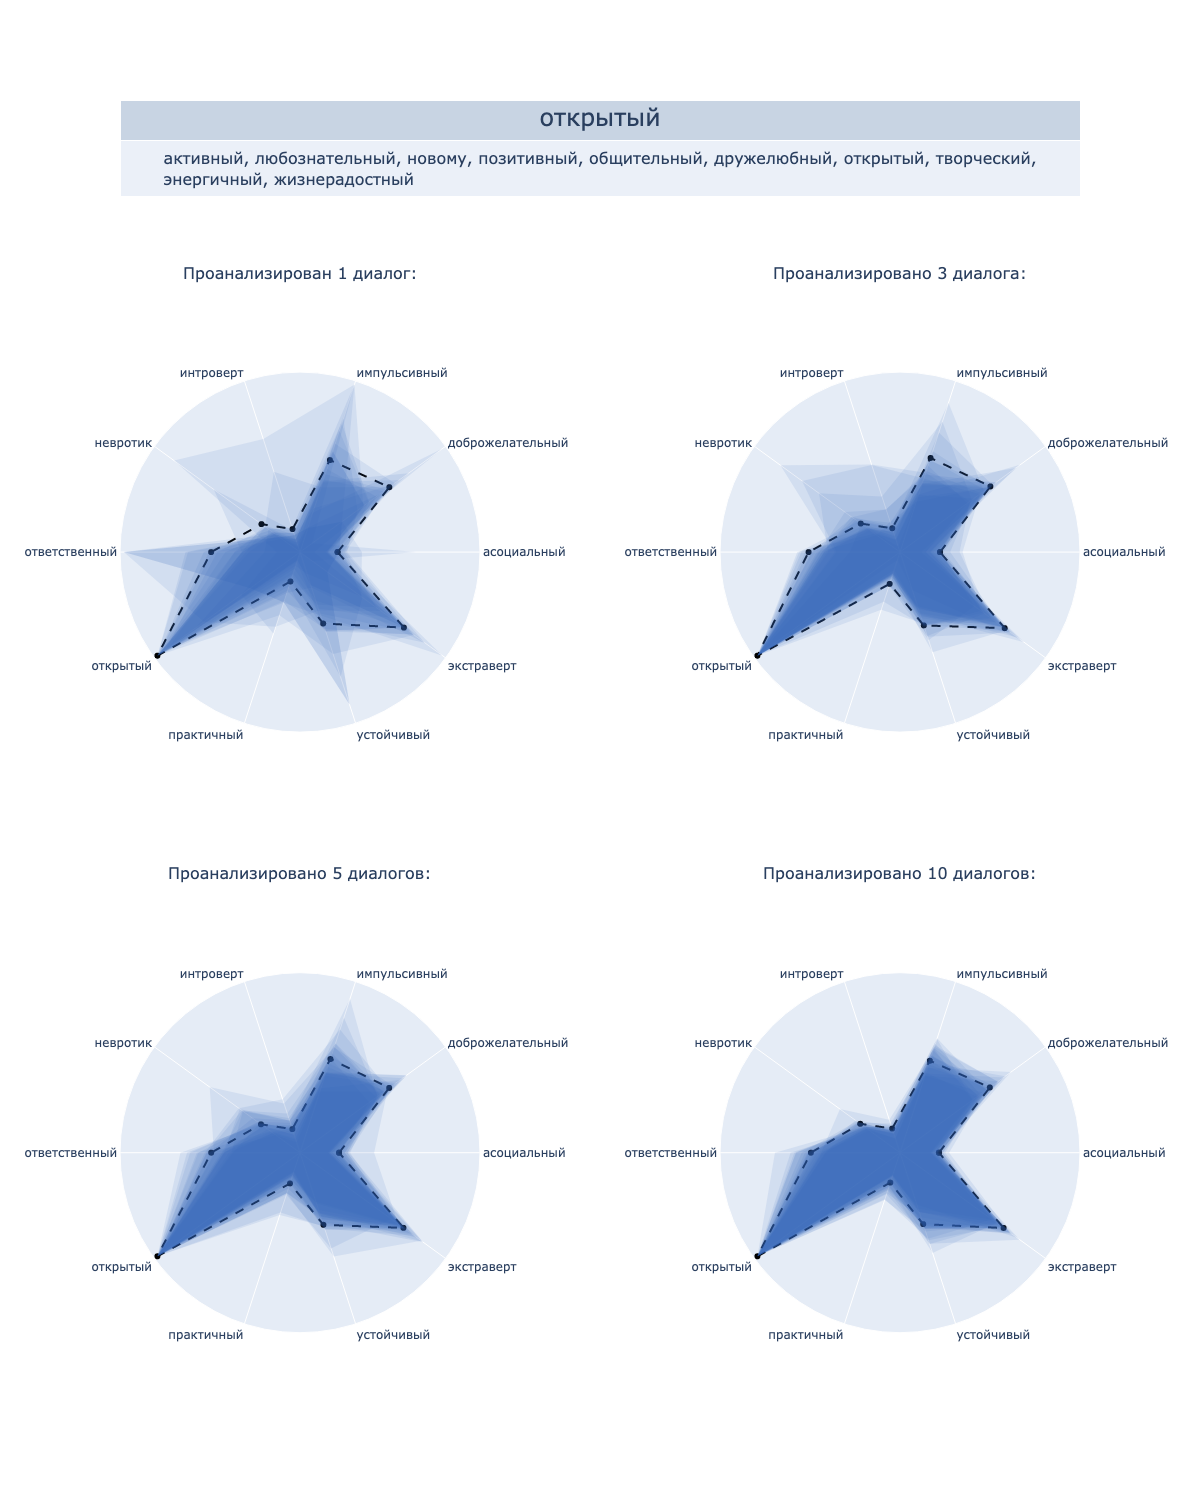 открытый
активный, любознательный, новому, позитивный, общительный, дружелюбный, открытый, творческий,
энергичный, жизнерадостный
Проанализирован 1 диалог:
интроверт
импульсивный
невротик
доброжелательный
ответственный
асоциальный
открытый
экстраверт
практичный
устойчивый
Проанализировано 3 диалога:
интроверт
импульсивный
невротик
доброжелательный
ответственный
асоциальный
открытый
экстраверт
практичный
устойчивый
Проанализировано 5 диалогов:
интроверт
импульсивный
невротик
доброжелательный
ответственный
асоциальный
открытый
экстраверт
практичный
устойчивый
Проанализировано 10 диалогов:
интроверт
импульсивный
невротик
доброжелательный
ответственный
асоциальный
открытый
экстраверт
практичный
устойчивый